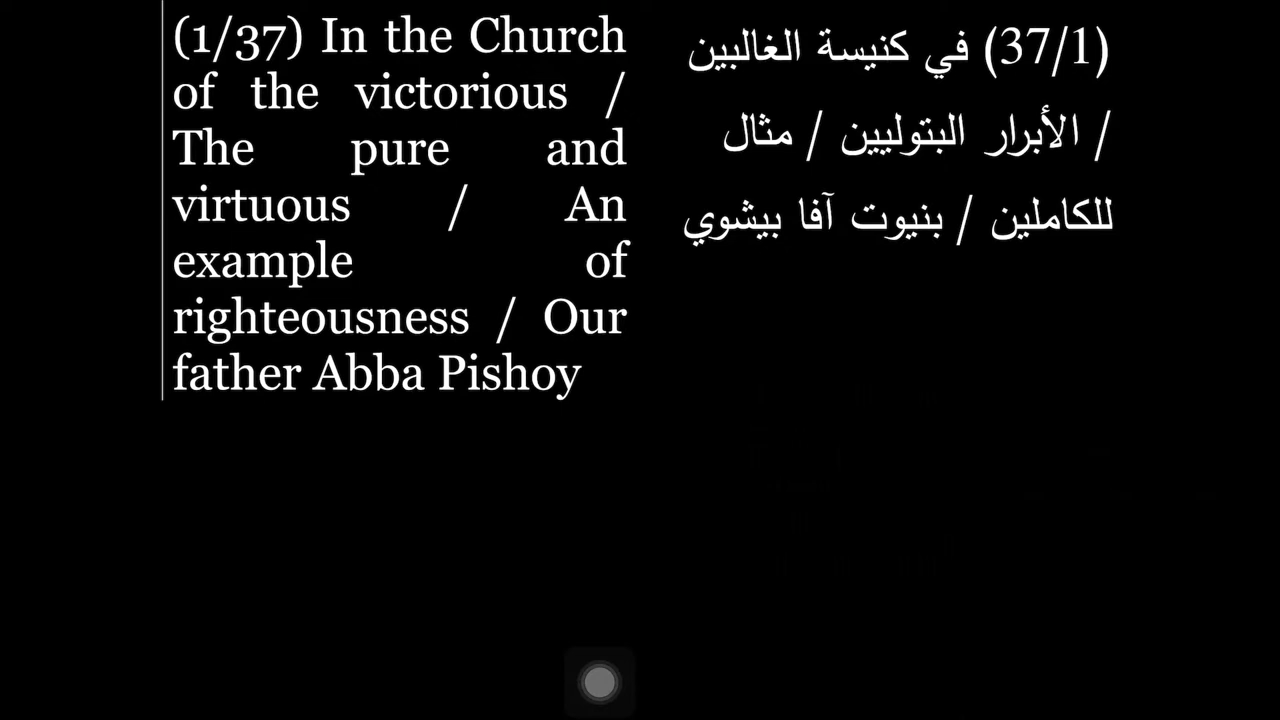 (1/37) In the Church
of the victorious /
The pure and
virtuous / An
example of
righteousness / Our
father Abba Pishoy
(37/1) في كنيسة الغالبين
/ الأبرار البتوليين / مثال
للكاملين / بنيوت آفا بيشوي